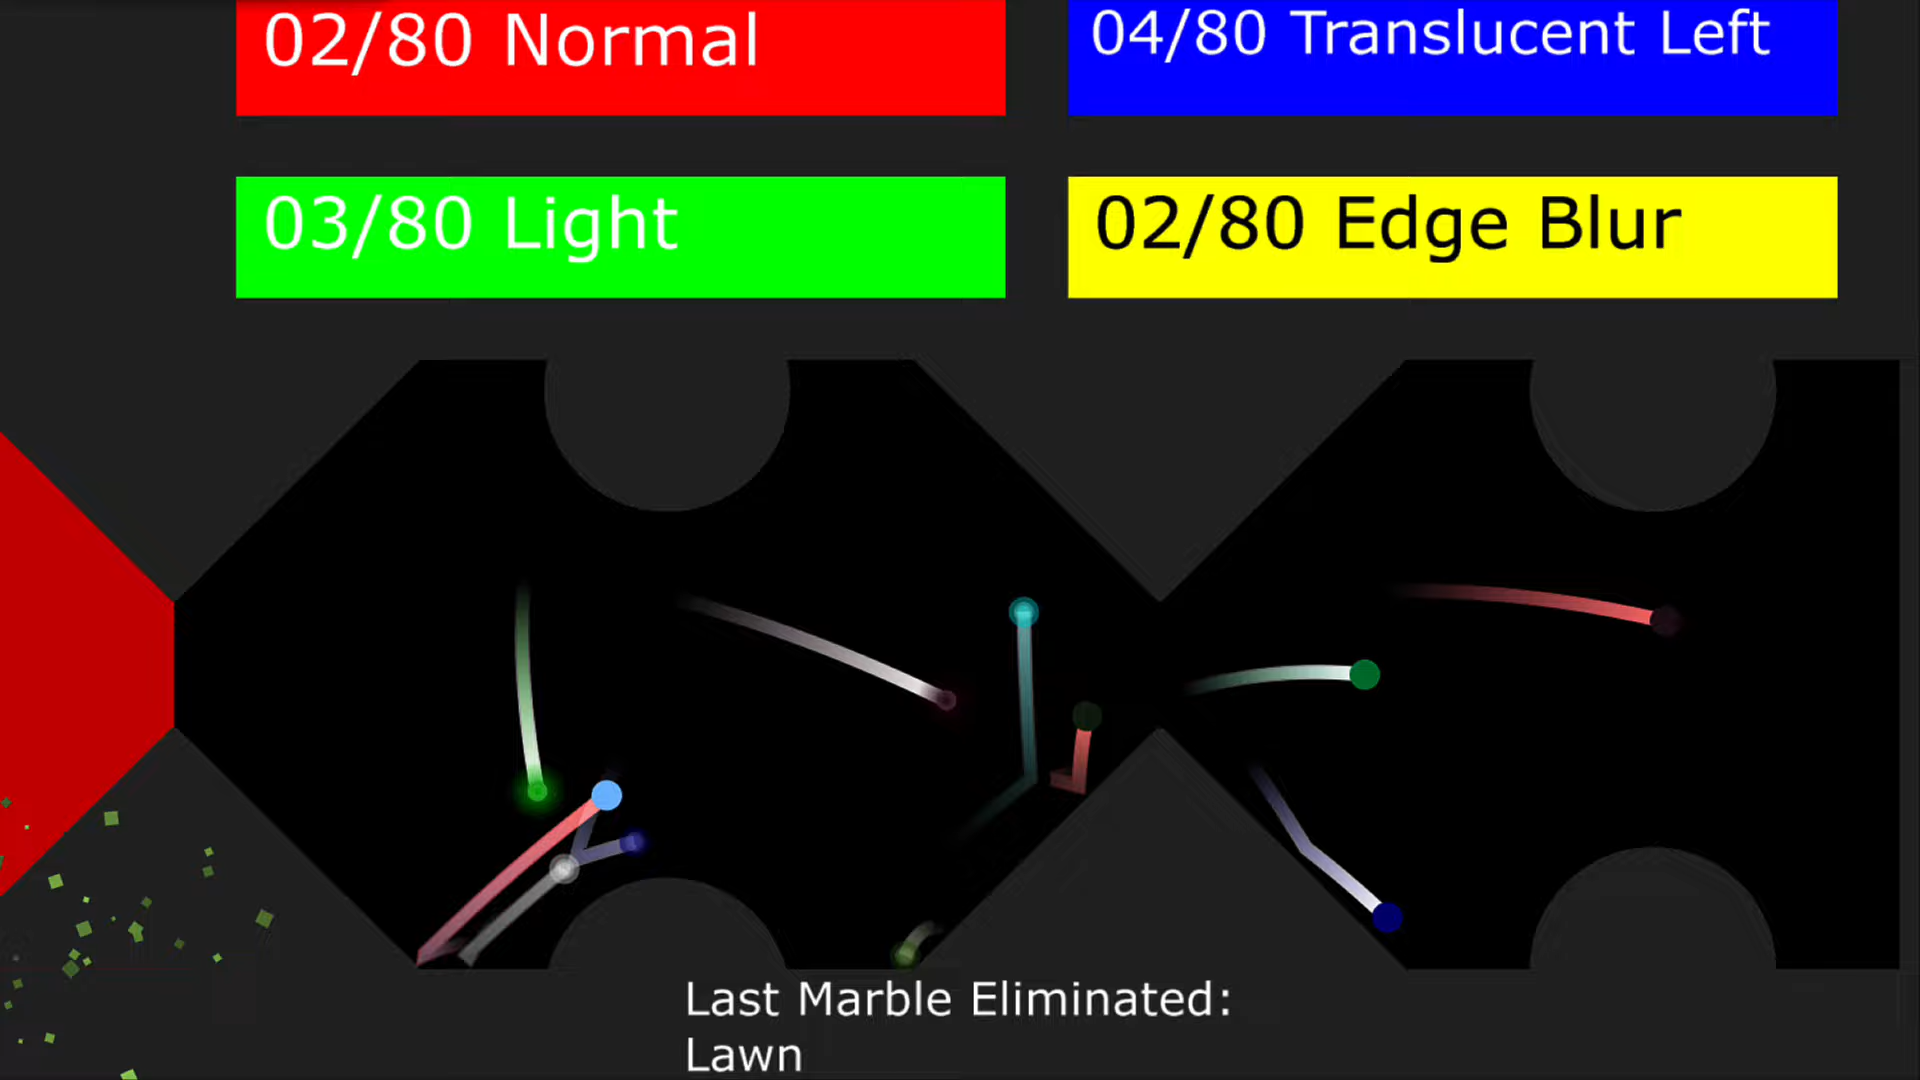 02/80 Normal
04/80 Translucent Left
03/80 Light
02/80 Edge Blur
Last Marble Eliminated:
Lawn